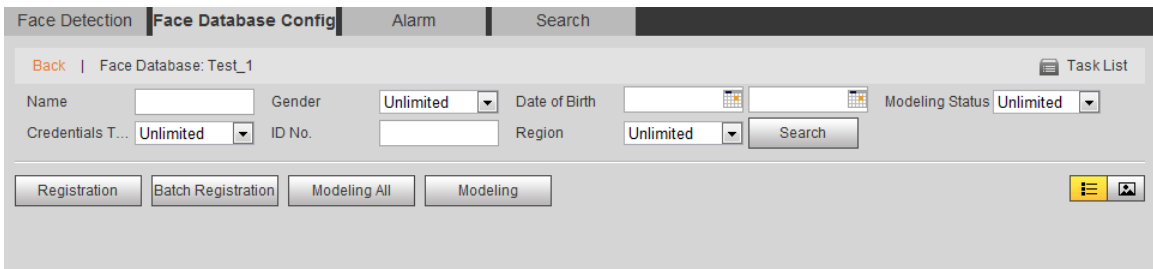 Face Detection Face Database Config Alarm Search
Back | Face Database: Test_1 Task List
Name Gender Unlimited Date of Birth Modeling Status Unlimited
Credentials T... Unlimited ID No. Region Unlimited Search
Registration Batch Registration Modeling All Modeling